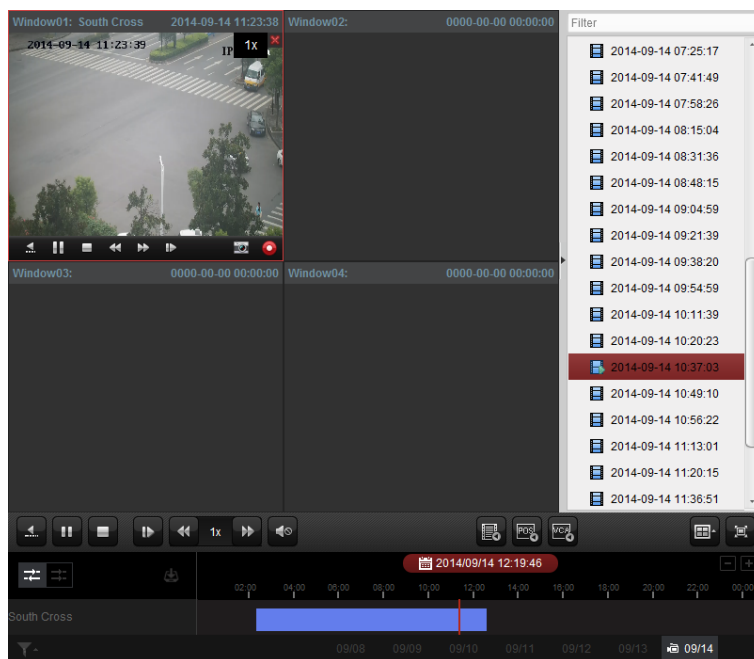 Window01: South Cross 2014-09-14 11:23:38
Window02: 0000-00-00 00:00:00
2014-09-14 11:23:39
1x
Window03: 0000-00-00 00:00:00
Window04: 0000-00-00 00:00:00
Filter
2014-09-14 07:25:17
2014-09-14 07:41:49
2014-09-14 07:58:26
2014-09-14 08:15:04
2014-09-14 08:31:36
2014-09-14 08:48:15
2014-09-14 09:04:59
2014-09-14 09:21:39
2014-09-14 09:38:20
2014-09-14 09:54:59
2014-09-14 10:11:39
2014-09-14 10:20:23
2014-09-14 10:37:03
2014-09-14 10:49:10
2014-09-14 10:56:22
2014-09-14 11:13:01
2014-09-14 11:20:15
2014-09-14 11:36:51
1x
POS
VCA
2014/09/14 12:19:46
02:00 04:00 06:00 08:00 10:00 12:00 14:00 16:00 18:00 20:00 22:00 00:00
South Cross
09/08 09/09 09/10 09/11 09/12 09/13 09/14